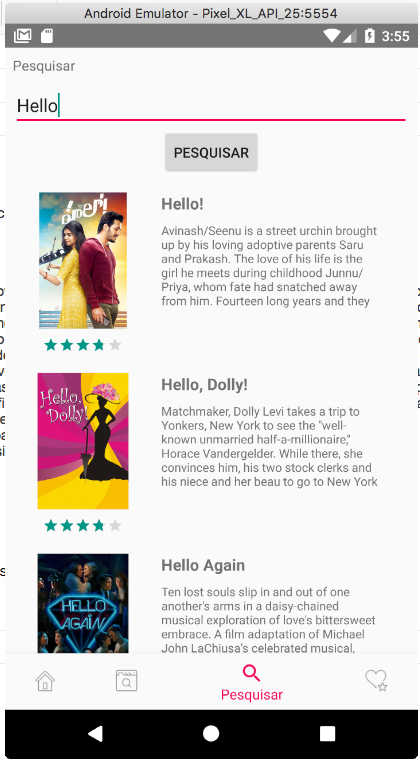 Android Emulator - Pixel_XL_API_25:5554
3:55
Pesquisar
Hello
PESQUISAR
Hello!
Avinash/Seenu is a street urchin brought
up by his loving adoptive parents Saru
and Prakash. The love of his life is the
girl he meets during childhood Junnu/
Priya, whom fate had snatched away
from him. Fourteen long years and they
Hello, Dolly!
Hello,
Dolly!
Matchmaker, Dolly Levi takes a trip to
Yonkers, New York to see the "well-
known unmarried half-a-millionaire,"
Horace Vandergelder. While there, she
convinces him, his two stock clerks and
his niece and her beau to go to New York
Hello Again
HELLO
AGAIN
Ten lost souls slip in and out of one
another's arms in a daisy-chained
musical exploration of love's bittersweet
embrace. A film adaptation of Michael
John LaChiusa's celebrated musical,
Pesquisar